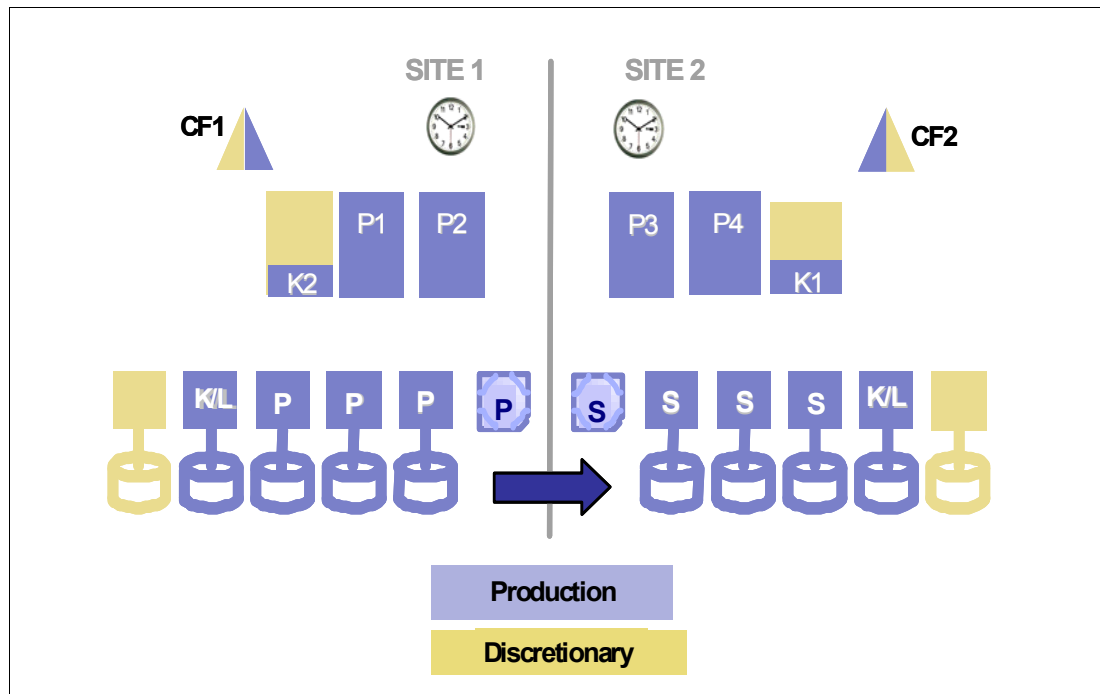 SITE 1
SITE 2
CF1
CF2
P1
P2
P3
P4
K2
K1
K/L
P
P
P
P
S
S
S
S
K/L
Production
Discretionary